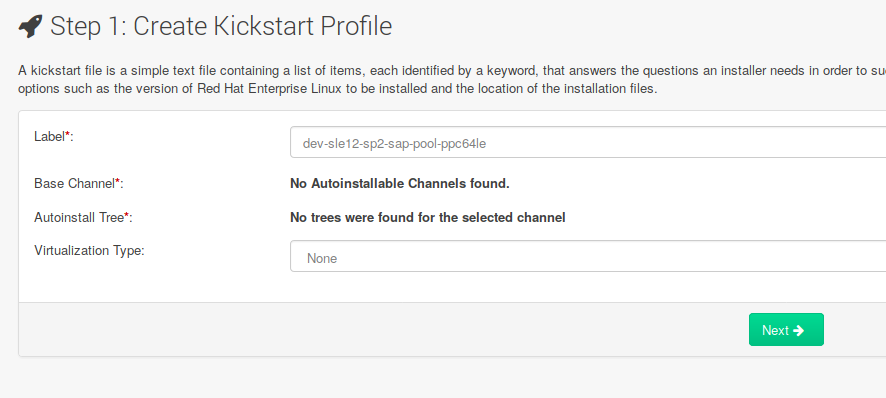 Step 1: Create Kickstart Profile
A kickstart file is a simple text file containing a list of items, each identified by a keyword, that answers the questions an installer needs in order to
options such as the version of Red Hat Enterprise Linux to be installed and the location of the installation files.
Label*:
dev-sle12-sp2-sap-pool-ppc64le
Base Channel*:
No Autoinstallable Channels found.
Autoinstall Tree*:
No trees were found for the selected channel
Virtualization Type:
None
Next